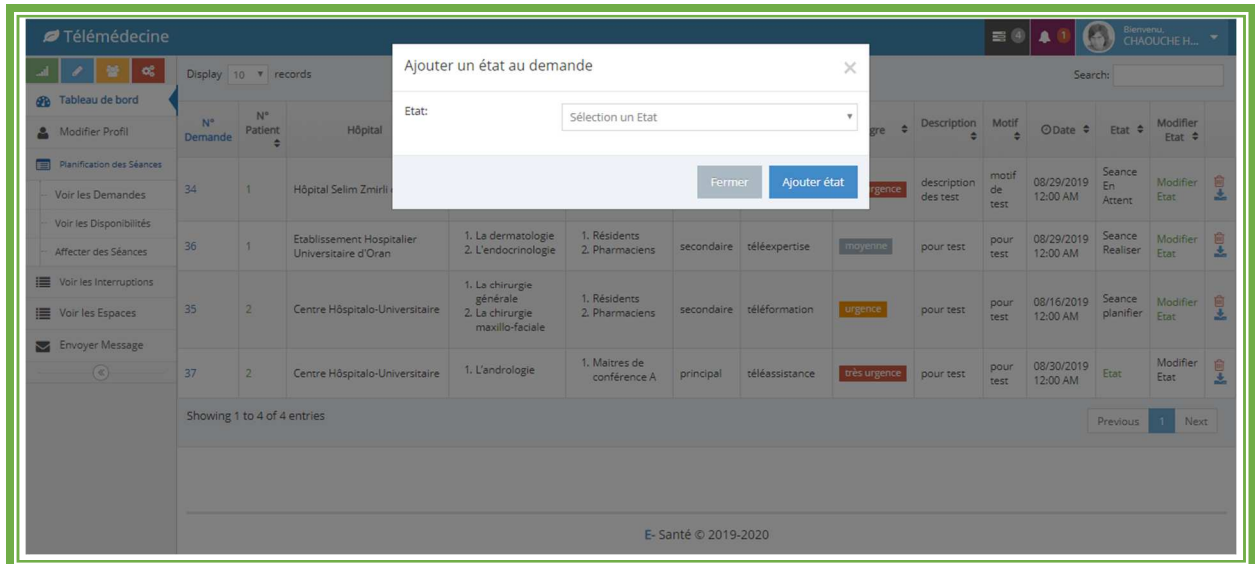 Télémédecine
4
1
Bienvenu,
CHAOUCHE H...
Tableau de bord
Modifier Profil
Planification des Séances
Voir les Demandes
Voir les Disponibilités
Affecter des Séances
Voir les Interruptions
Voir les Espaces
Envoyer Message
Ajouter un état au demande
Etat:
Sélection un Etat
Fermer
Ajouter état
Display 10 records
Search:
N° Demande
N° Patient
Hôpital
Description
Motif
Date
Etat
Modifier Etat
34
1
Hôpital Selim Zmirli
description des test
motif de test
08/29/2019 12:00 AM
Seance En Attent
Modifier Etat
36
1
Etablissement Hospitalier Universitaire d'Oran
1. La dermatologie
2. L'endocrinologie
1. Résidents
2. Pharmaciens
secondaire
téléexpertise
moyenne
pour test
pour test
08/29/2019 12:00 AM
Seance Realiser
Modifier Etat
35
2
Centre Hôspitalo-Universitaire
1. La chirurgie générale
2. La chirurgie maxillo-faciale
1. Résidents
2. Pharmaciens
secondaire
téléformation
urgence
pour test
pour test
08/16/2019 12:00 AM
Seance planifier
Modifier Etat
37
2
Centre Hôspitalo-Universitaire
1. L'andrologie
1. Maitres de conférence A
principal
téléassistance
très urgence
pour test
pour test
08/30/2019 12:00 AM
Etat
Modifier Etat
Showing 1 to 4 of 4 entries
Previous
1
Next
E- Santé © 2019-2020